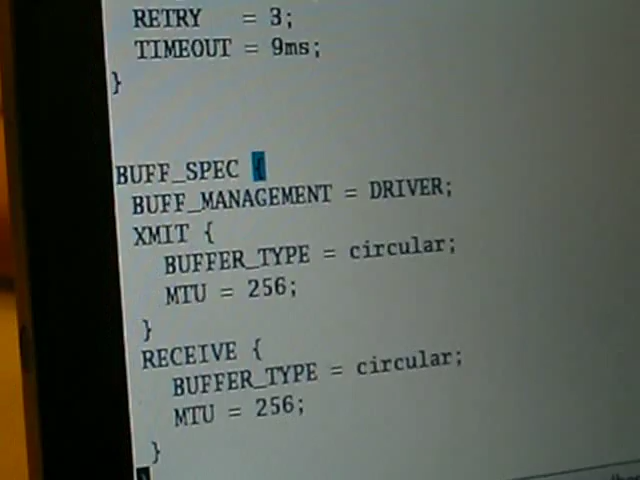 RETRY   = 3;
TIMEOUT = 9ms;
}
BUFF_SPEC {
BUFF_MANAGEMENT = DRIVER;
XMIT {
BUFFER_TYPE = circular;
MTU = 256;
}
RECEIVE {
BUFFER_TYPE = circular;
MTU = 256;
}